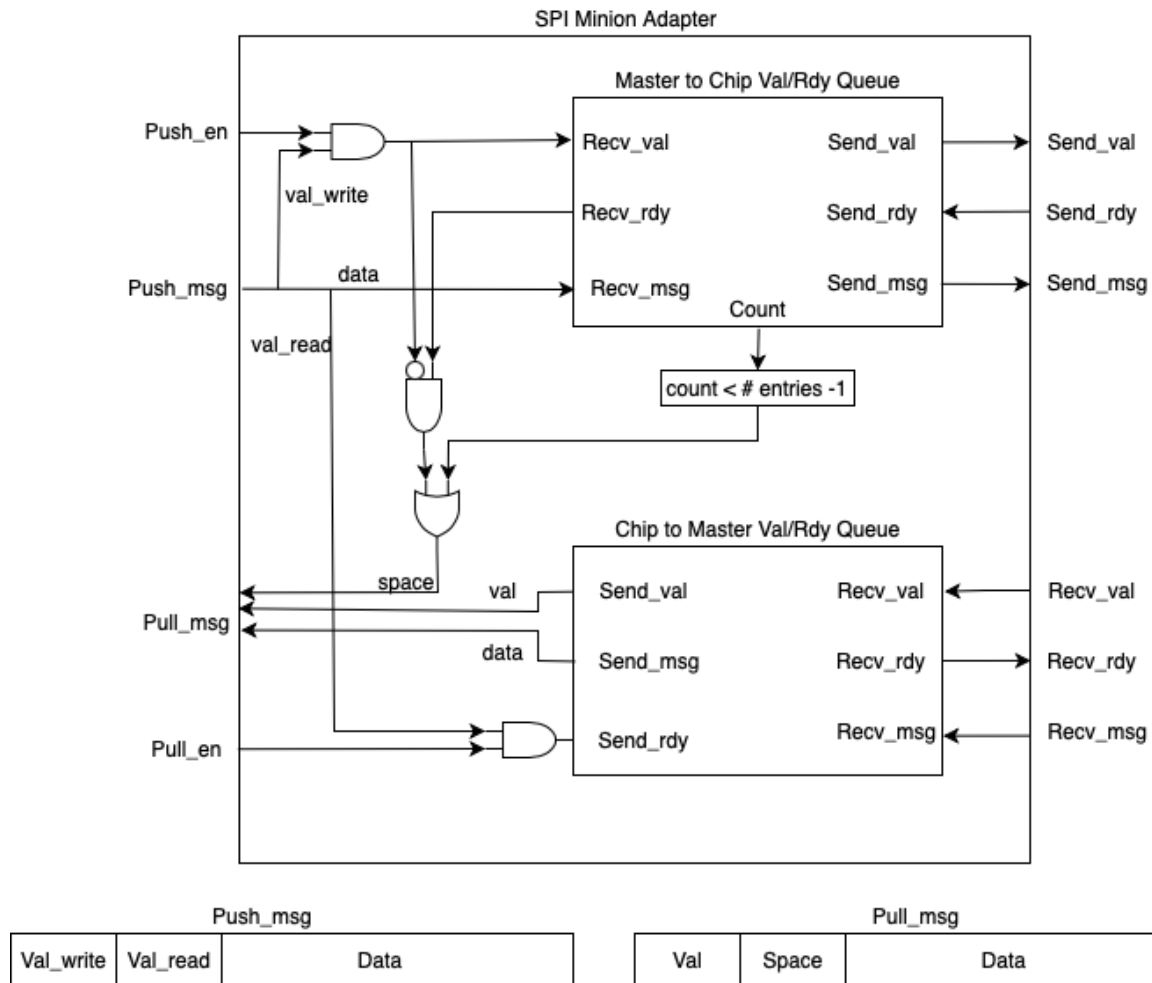 SPI Minion Adapter
Master to Chip Val/Rdy Queue
Push_en
Recv_val
Send_val
Send_val
val_write
Recv_rdy
Send_rdy
Send_rdy
Push_msg
data
Recv_msg
Send_msg
Send_msg
Count
val_read
count < # entries -1
Chip to Master Val/Rdy Queue
space
val
Send_val
Recv_val
Recv_val
Pull_msg
data
Send_msg
Recv_rdy
Recv_rdy
Pull_en
Send_rdy
Recv_msg
Recv_msg
Push_msg
Val_write
Val_read
Data
Pull_msg
Val
Space
Data